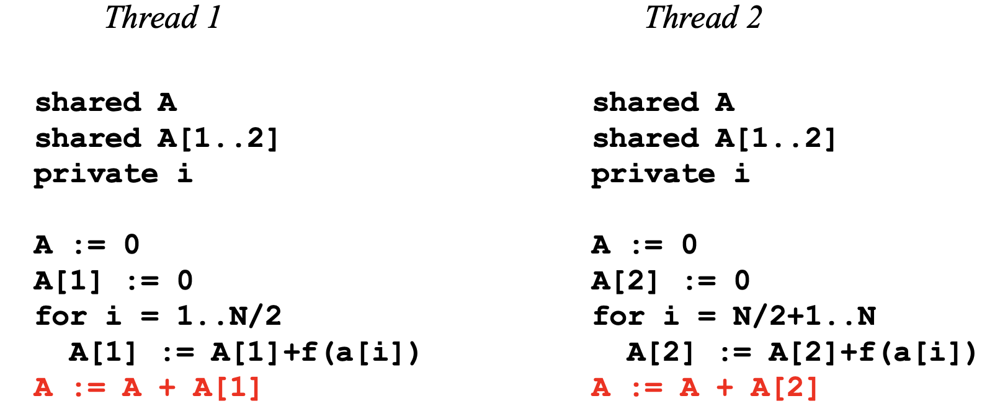 Thread 1
shared A
shared A[1..2]
private i
A := 0
A[1] := 0
for i = 1..N/2
  A[1] := A[1]+f(a[i])
A := A + A[1]
Thread 2
shared A
shared A[1..2]
private i
A := 0
A[2] := 0
for i = N/2+1..N
  A[2] := A[2]+f(a[i])
A := A + A[2]